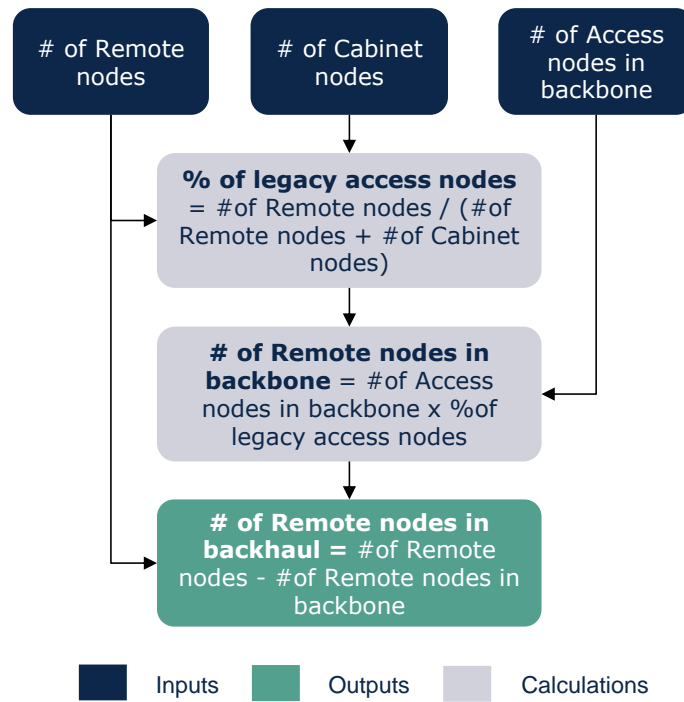 # of Remote
nodes
# of Cabinet
nodes
# of Access
nodes in
backbone
% of legacy access nodes
= #of Remote nodes / (#of
Remote nodes + #of Cabinet
nodes)
# of Remote nodes in
backbone = #of Access
nodes in backbone x %of
legacy access nodes
# of Remote nodes in
backhaul = #of Remote
nodes - #of Remote nodes in
backbone
Inputs
Outputs
Calculations